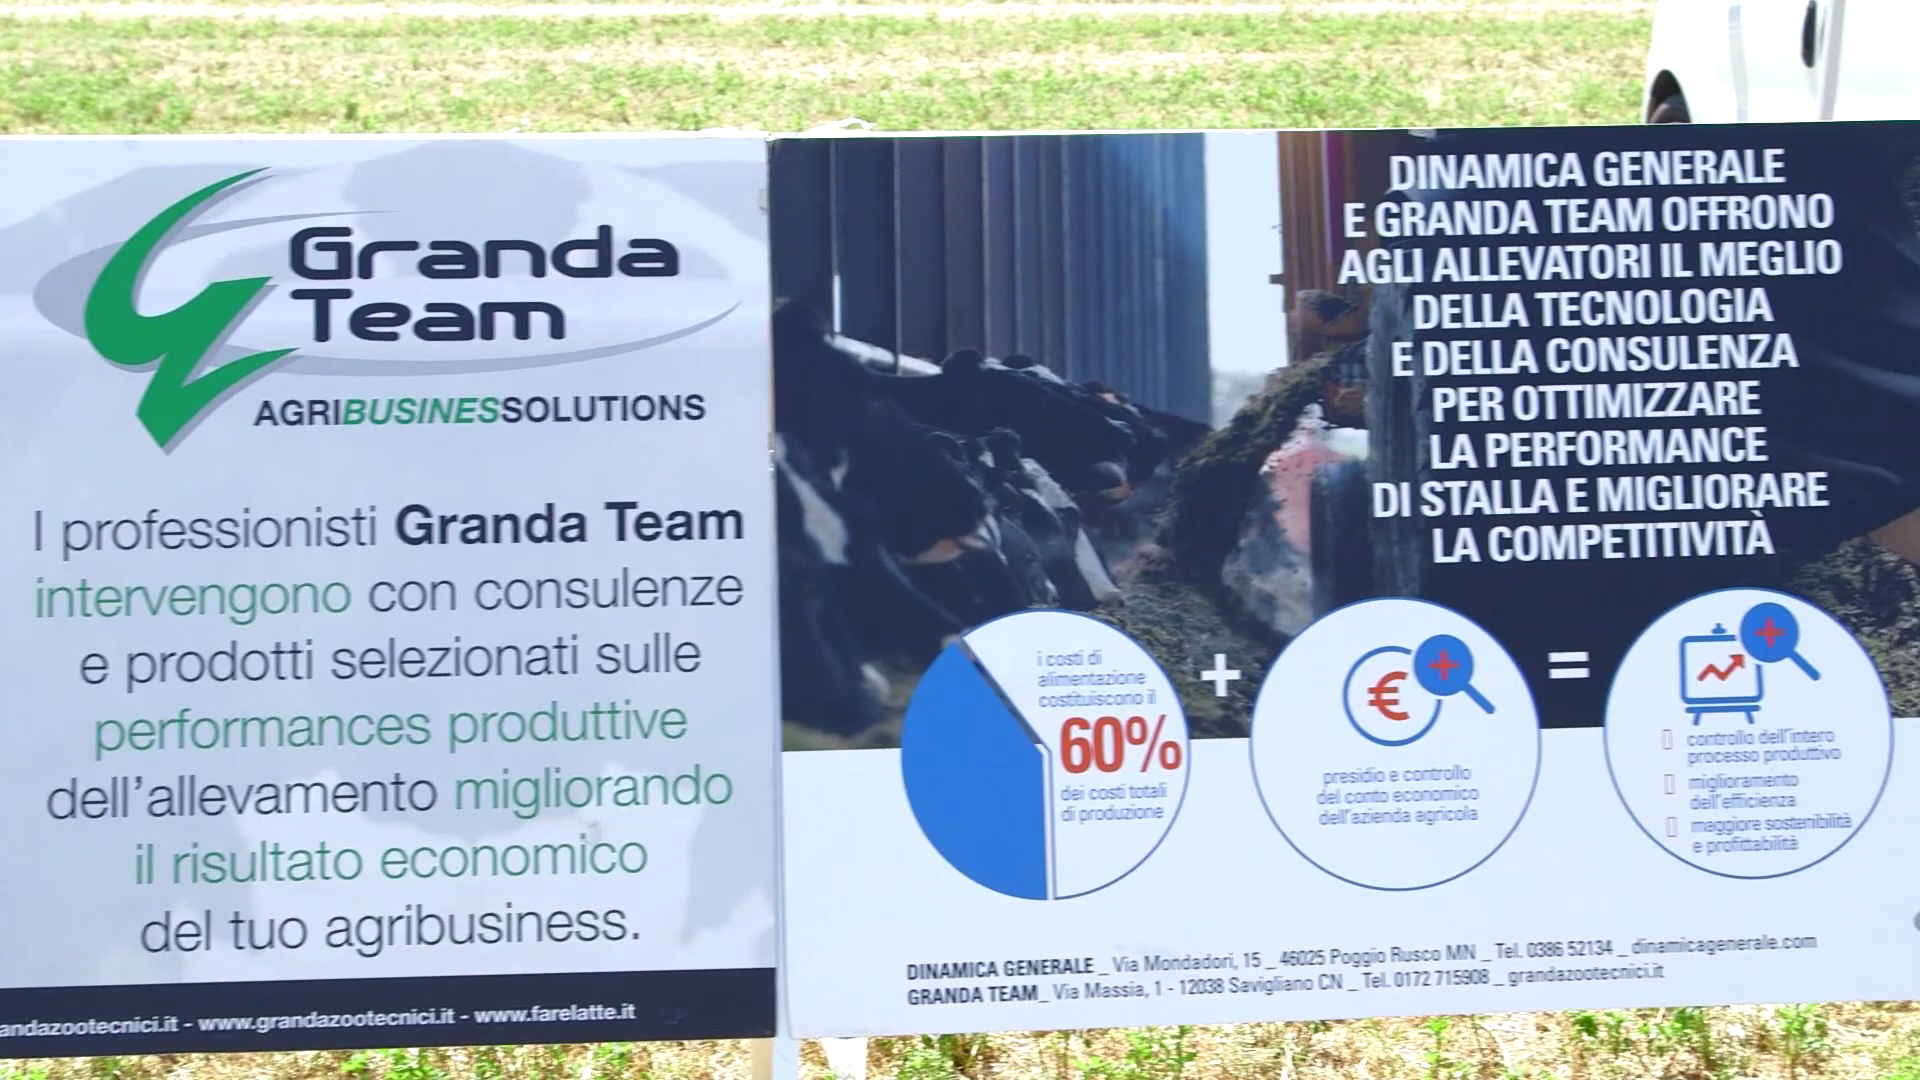 Granda
Team
AGRIBUSINESSOLUTIONS
I professionisti Granda Team
intervengono con consulenze
e prodotti selezionati sulle
performances produttive
dell'allevamento migliorando
il risultato economico
del tuo agribusiness.
andazootecnici.it - www.grandazootecnici.it - www.farelatte.it
DINAMICA GENERALE
E GRANDA TEAM OFFRONO
AGLI ALLEVATORI IL MEGLIO
DELLA TECNOLOGIA
E DELLA CONSULENZA
PER OTTIMIZZARE
LA PERFORMANCE
DI STALLA E MIGLIORARE
LA COMPETITIVITÀ
i costi di
alimentazione
costituiscono il
60%
dei costi totali
di produzione
+
€
presidio e controllo
del conto economico
dell'azienda agricola
=
controllo dell'intero
processo produttivo
miglioramento
dell'efficienza
maggiore sostenibilità
e profittabilità
DINAMICA GENERALE _ Via Mondadori, 15 _ 46025 Poggio Rusco MN _ Tel. 0386 52134 _ dinamicagenerale.com
GRANDA TEAM_ Via Massia, 1 - 12038 Savigliano CN _ Tel. 0172 715908 _ grandazootecnici.it